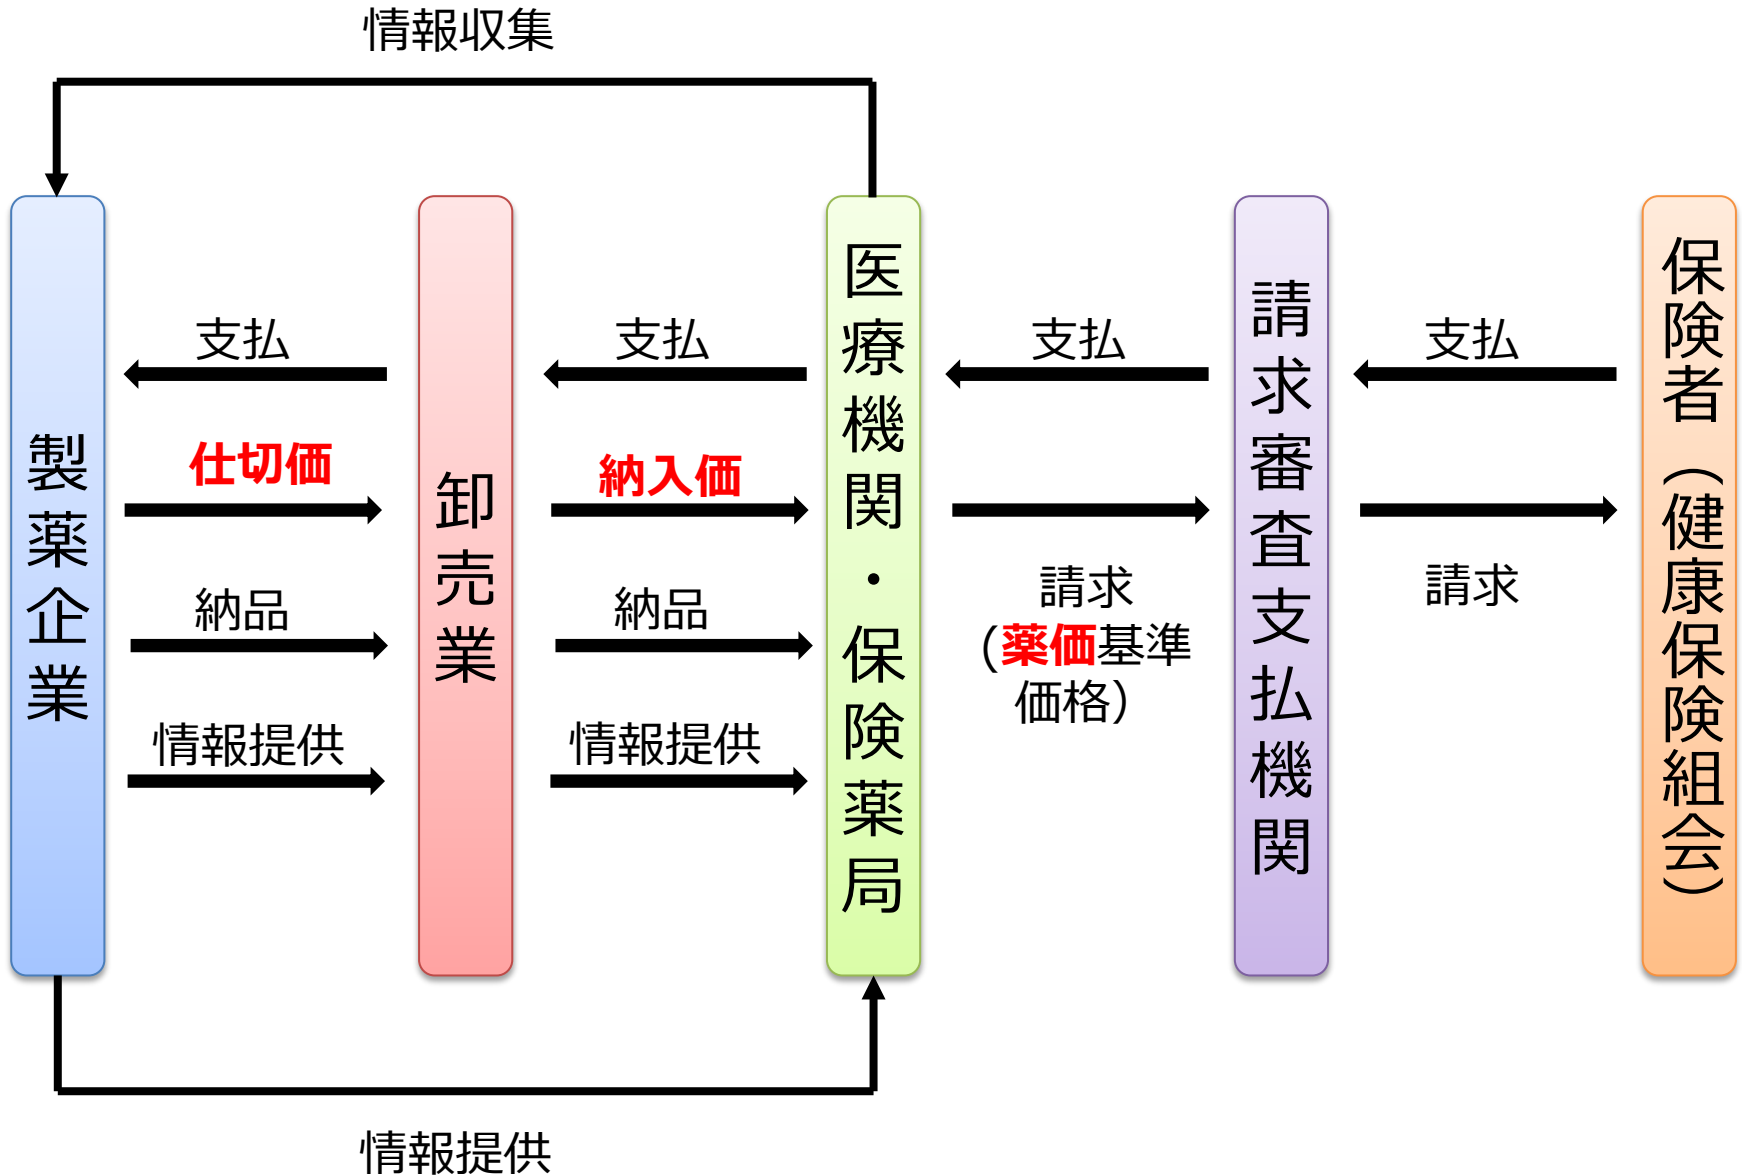 情報収集
製薬企業
支払
仕切価
納品
情報提供
卸売業
支払
納入価
納品
情報提供
医療機関・保険薬局
支払
請求
（薬価基準
価格）
請求審査支払機関
支払
請求
保険者（健康保険組会）
情報提供